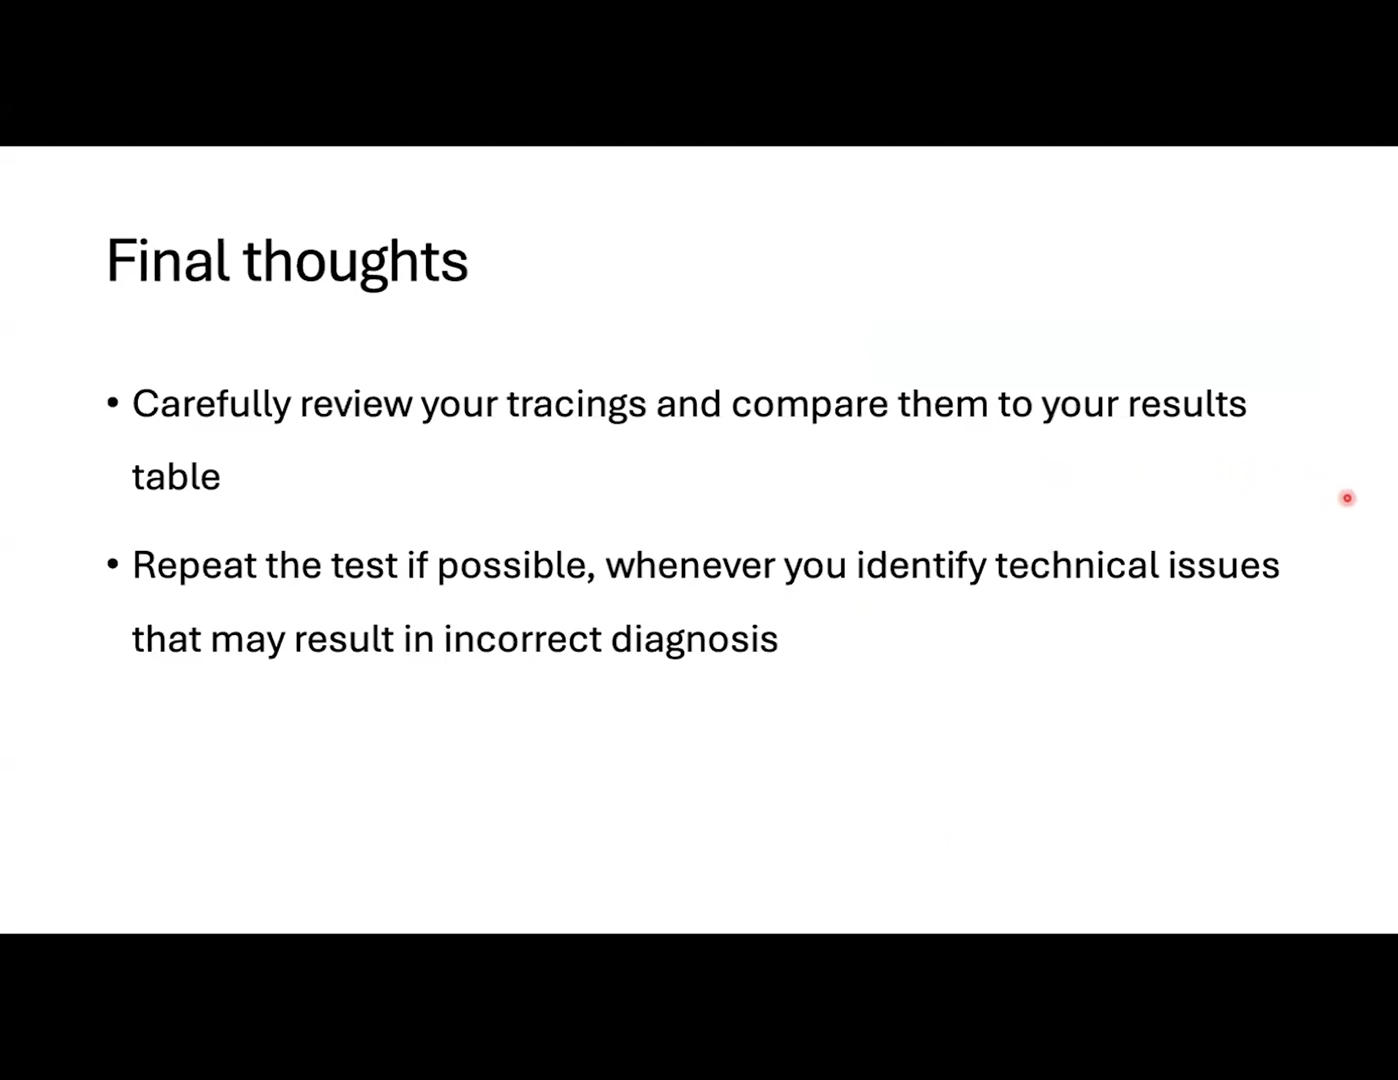 Final thoughts
• Carefully review your tracings and compare them to your results
table
• Repeat the test if possible, whenever you identify technical issues
that may result in incorrect diagnosis